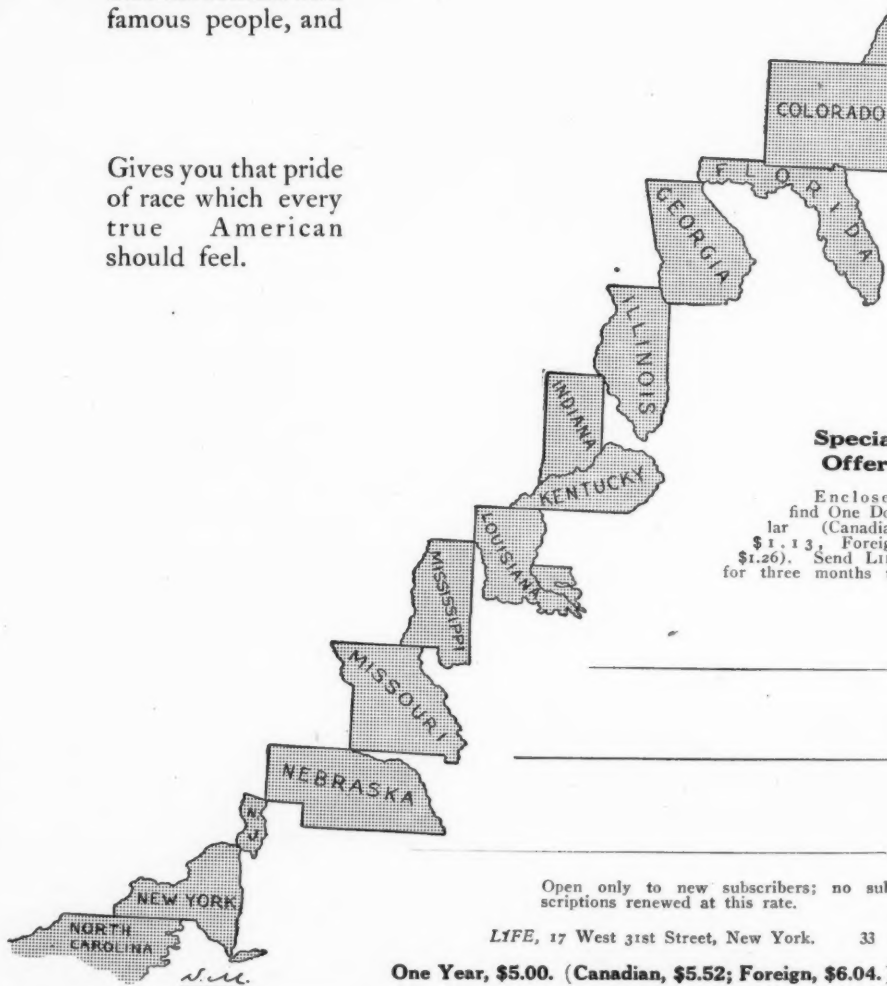 famous people, and
Gives you that pride
of race which every
true American
should feel.
COLORADO
FLORIDA
GEORGIA
ILLINOIS
INDIANA
KENTUCKY
LOUISIANA
MISSISSIPPI
MISSOURI
NEBRASKA
N J
NEW YORK
NORTH
CAROLINA
Specia
Offer
Enclose
find One Do
lar (Canadia
$1.13, Foreig
$1.26). Send LI
for three months
Open only to new subscribers; no sub
scriptions renewed at this rate.
LIFE, 17 West 31st Street, New York. 33
One Year, $5.00. (Canadian, $5.52; Foreign, $6.04.)